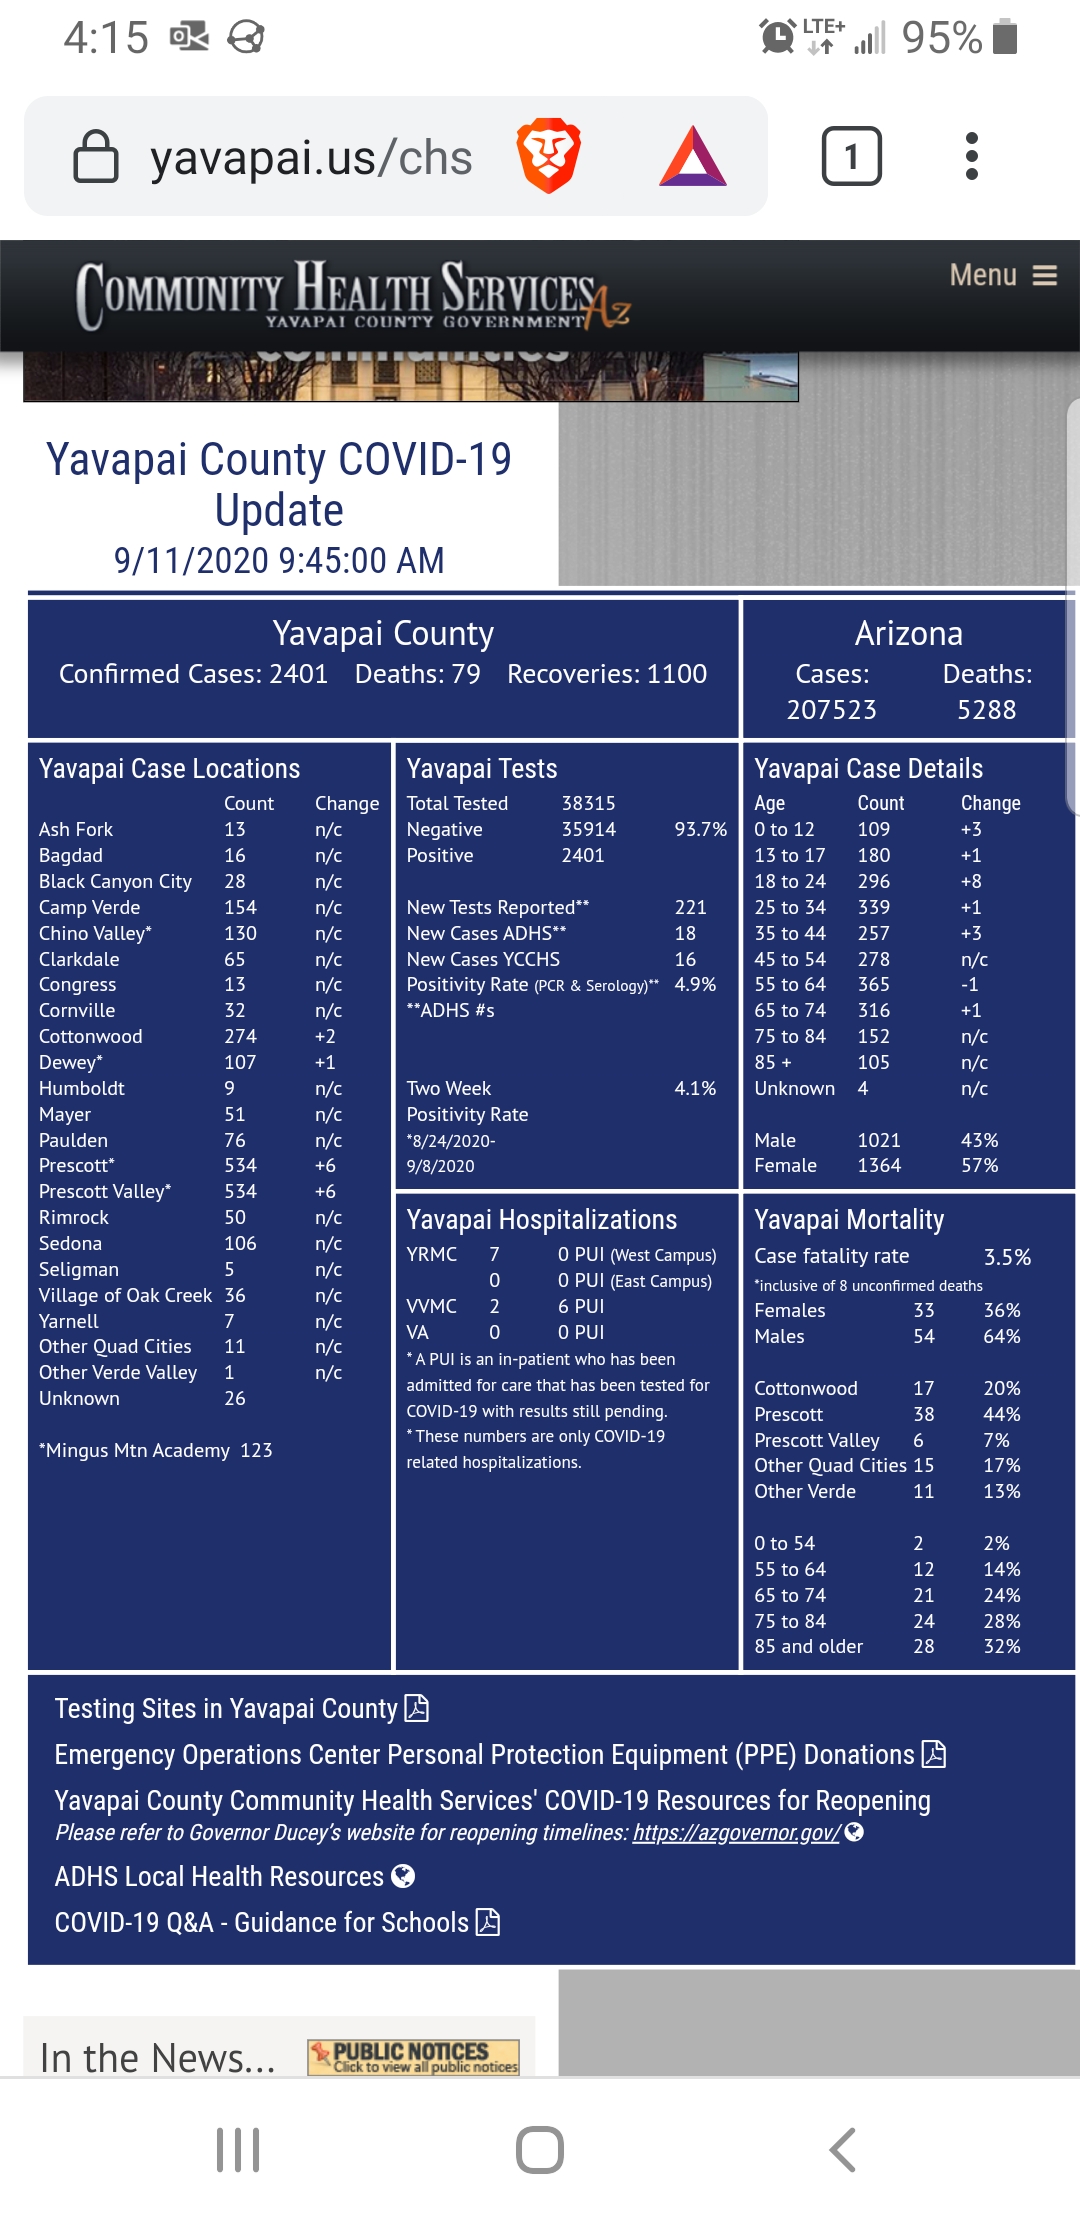 4:15 LTE+ 95%
yavapai.us/chs 1
COMMUNITY HEALTH SERVICES Az
YAVAPAI COUNTY GOVERNMENT
Menu
Communities
Yavapai County COVID-19
Update
9/11/2020 9:45:00 AM
Yavapai County
Confirmed Cases: 2401 Deaths: 79 Recoveries: 1100
Arizona
Cases: Deaths:
207523 5288
Yavapai Case Locations
Count Change
Ash Fork 13 n/c
Bagdad 16 n/c
Black Canyon City 28 n/c
Camp Verde 154 n/c
Chino Valley* 130 n/c
Clarkdale 65 n/c
Congress 13 n/c
Cornville 32 n/c
Cottonwood 274 +2
Dewey* 107 +1
Humboldt 9 n/c
Mayer 51 n/c
Paulden 76 n/c
Prescott* 534 +6
Prescott Valley* 534 +6
Rimrock 50 n/c
Sedona 106 n/c
Seligman 5 n/c
Village of Oak Creek 36 n/c
Yarnell 7 n/c
Other Quad Cities 11 n/c
Other Verde Valley 1 n/c
Unknown 26
*Mingus Mtn Academy 123
Yavapai Tests
Total Tested 38315
Negative 35914 93.7%
Positive 2401
New Tests Reported** 221
New Cases ADHS** 18
New Cases YCCHS 16
Positivity Rate (PCR & Serology)** 4.9%
**ADHS #s
Two Week 4.1%
Positivity Rate
*8/24/2020-
9/8/2020
Yavapai Case Details
Age Count Change
0 to 12 109 +3
13 to 17 180 +1
18 to 24 296 +8
25 to 34 339 +1
35 to 44 257 +3
45 to 54 278 n/c
55 to 64 365 -1
65 to 74 316 +1
75 to 84 152 n/c
85 + 105 n/c
Unknown 4 n/c
Male 1021 43%
Female 1364 57%
Yavapai Hospitalizations
YRMC 7 0 PUI (West Campus)
0 0 PUI (East Campus)
VVMC 2 6 PUI
VA 0 0 PUI
* A PUI is an in-patient who has been
admitted for care that has been tested for
COVID-19 with results still pending.
* These numbers are only COVID-19
related hospitalizations.
Yavapai Mortality
Case fatality rate 3.5%
*inclusive of 8 unconfirmed deaths
Females 33 36%
Males 54 64%
Cottonwood 17 20%
Prescott 38 44%
Prescott Valley 6 7%
Other Quad Cities 15 17%
Other Verde 11 13%
0 to 54 2 2%
55 to 64 12 14%
65 to 74 21 24%
75 to 84 24 28%
85 and older 28 32%
Testing Sites in Yavapai County
Emergency Operations Center Personal Protection Equipment (PPE) Donations
Yavapai County Community Health Services' COVID-19 Resources for Reopening
Please refer to Governor Ducey's website for reopening timelines: https://azgovernor.gov/
ADHS Local Health Resources
COVID-19 Q&A - Guidance for Schools
In the News...
PUBLIC NOTICES
Click to view all public notices